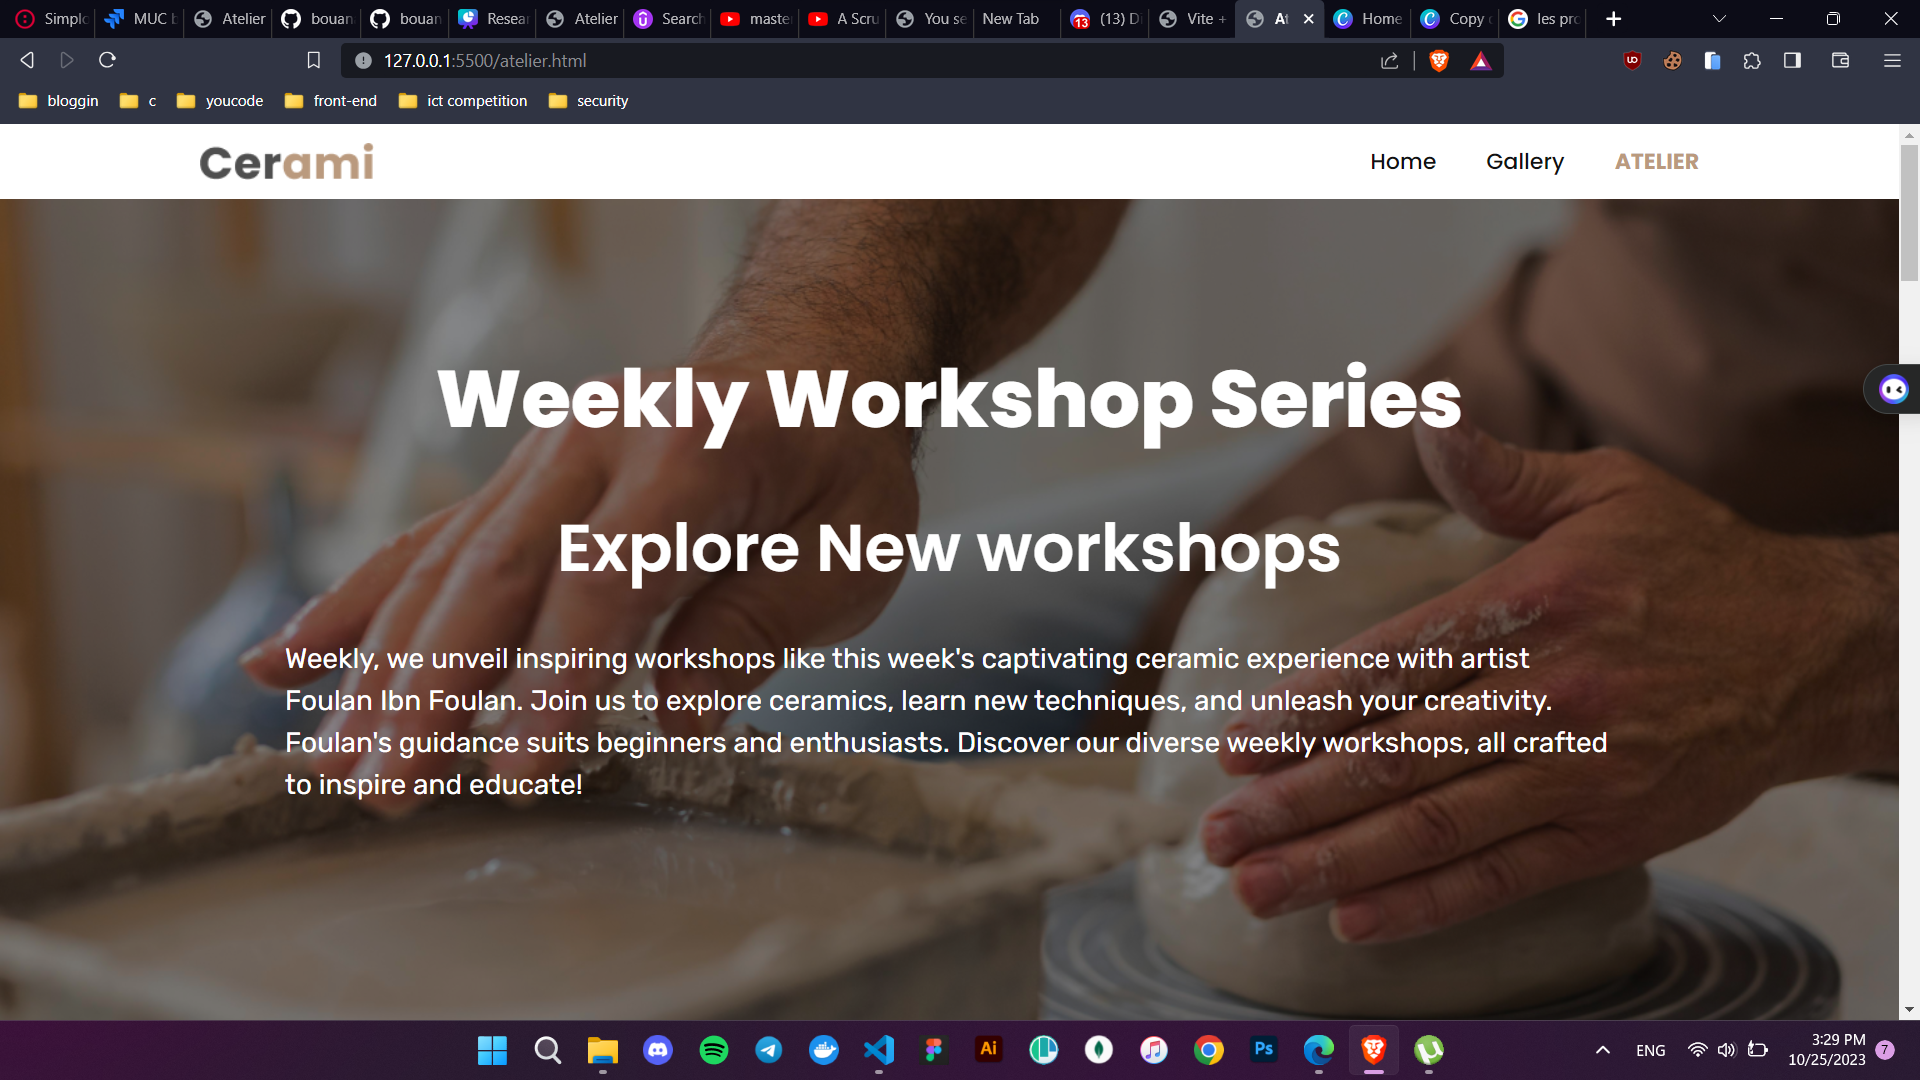 Simplo
MUC b
Atelier
bouan
bouan
Resear
Atelier
Search
maste
A Scru
You se
New Tab
(13) Di
Vite +
At
Home
Copy o
les pro
127.0.0.1:5500/atelier.html
bloggin
c
youcode
front-end
ict competition
security
Cerami
Home
Gallery
ATELIER
Weekly Workshop Series
Explore New workshops
Weekly, we unveil inspiring workshops like this week's captivating ceramic experience with artist
Foulan Ibn Foulan. Join us to explore ceramics, learn new techniques, and unleash your creativity.
Foulan's guidance suits beginners and enthusiasts. Discover our diverse weekly workshops, all crafted
to inspire and educate!
Ai
Ps
ENG
3:29 PM
10/25/2023
7